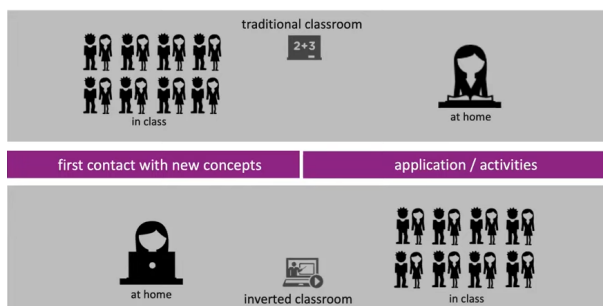 traditional classroom
2+3
in class
at home
first contact with new concepts
application / activities
at home
inverted classroom
in class